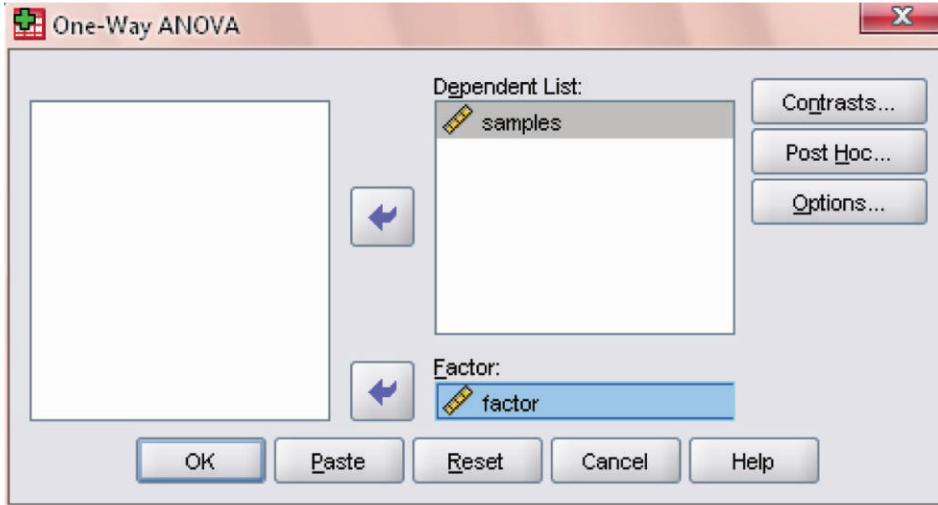 One-Way ANOVA
Dependent List:
samples
Contrasts...
Post Hoc...
Options...
Factor:
factor
OK Paste Reset Cancel Help